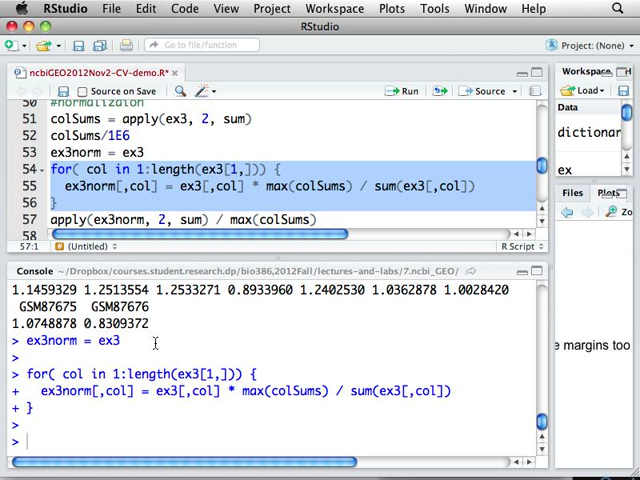 RStudio File Edit Code View Project Workspace Plots Tools Window Help
RStudio
Go to file/function
Project: (None)
ncbiGEO2012Nov2-CV-demo.R*
Source on Save
Run
Source
50 #normalizaion
51 colSums = apply(ex3, 2, sum)
52 colSums/1E6
53 ex3norm = ex3
54 for( col in 1:length(ex3[1,])) {
55 ex3norm[,col] = ex3[,col] * max(colSums) / sum(ex3[,col])
56 }
57 apply(ex3norm, 2, sum) / max(colSums)
58
57:1 (Untitled) R Script
Console ~/Dropbox/courses.student.research.dp/bio386,2012Fall/lectures-and-labs/7.ncbi_GEO/
1.1459329 1.2513554 1.2533271 0.8933960 1.2402530 1.0362878 1.0028420
GSM87675 GSM87676
1.0748878 0.8309372
> ex3norm = ex3
>
> for( col in 1:length(ex3[1,])) {
+ ex3norm[,col] = ex3[,col] * max(colSums) / sum(ex3[,col])
+ }
>
>
Workspace
Load
Data
dictionar
ex
Files Plots
Zo
e margins too